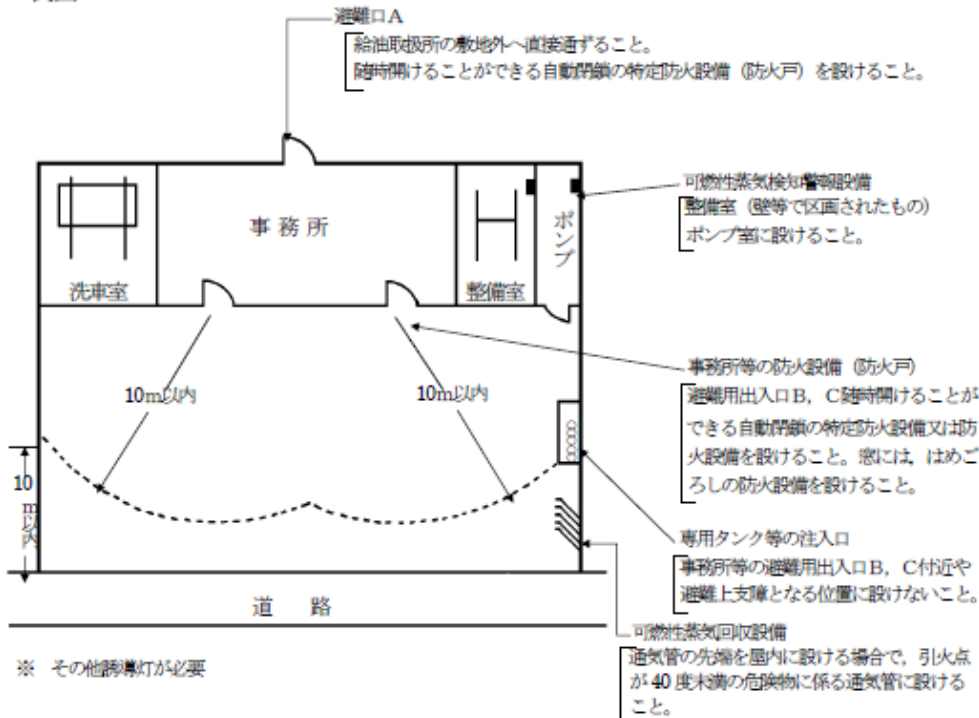 避難口A
給油取扱所の敷地外へ直接通ずること。
随時開けることができる自動閉鎖の特定防火設備（防火戸）を設けること。
可燃性蒸気検知警報設備
整備室（壁等で区画されたもの）
ポンプ室に設けること。
事 務 所
ポンプ
洗車室
整備室
事務所等の防火設備（防火戸）
避難用出入口B，C随時開けることが
できる自動閉鎖の特定防火設備又は防
火設備を設けること。窓には，はめご
ろしの防火設備を設けること。
10m以内
10m以内
10m以内
専用タンク等の注入口
事務所等の避難用出入口B，C付近や
避難上支障となる位置に設けないこと。
道 路
可燃性蒸気回収設備
通気管の先端を屋内に設ける場合で，引火点
が40度未満の危険物に係る通気管に設ける
こと。
※ その他誘導灯が必要